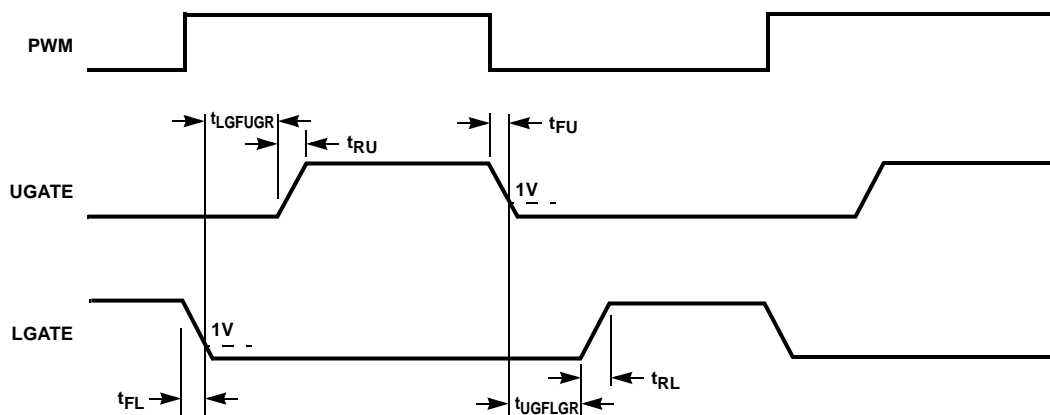 PWM
tLGFUGR
tRU
tFU
UGATE
1V
LGATE
1V
tFL
tUGFLGR
tRL